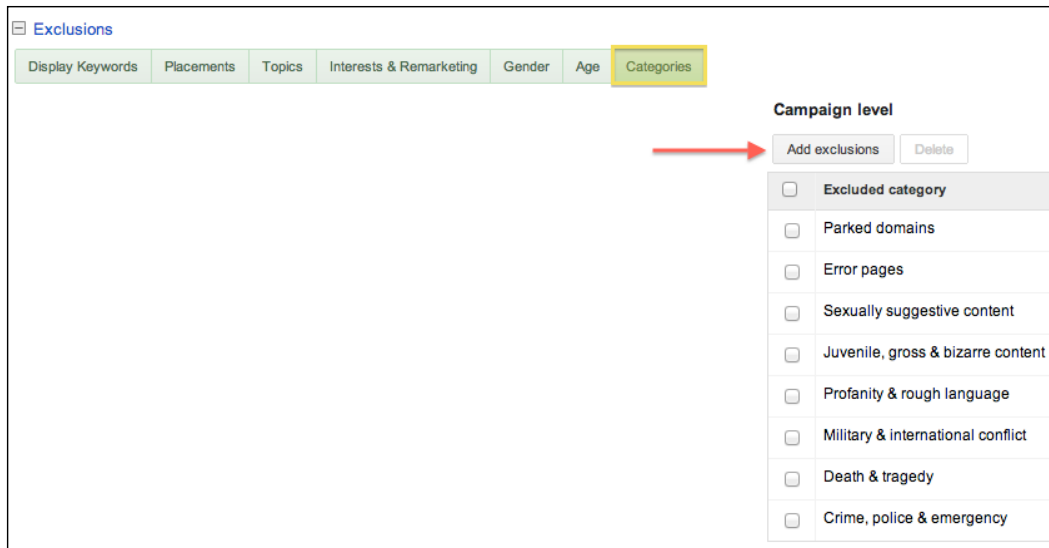 Exclusions
Display Keywords Placements Topics Interests & Remarketing Gender Age Categories
Campaign level
Add exclusions Delete
Excluded category
Parked domains
Error pages
Sexually suggestive content
Juvenile, gross & bizarre content
Profanity & rough language
Military & international conflict
Death & tragedy
Crime, police & emergency